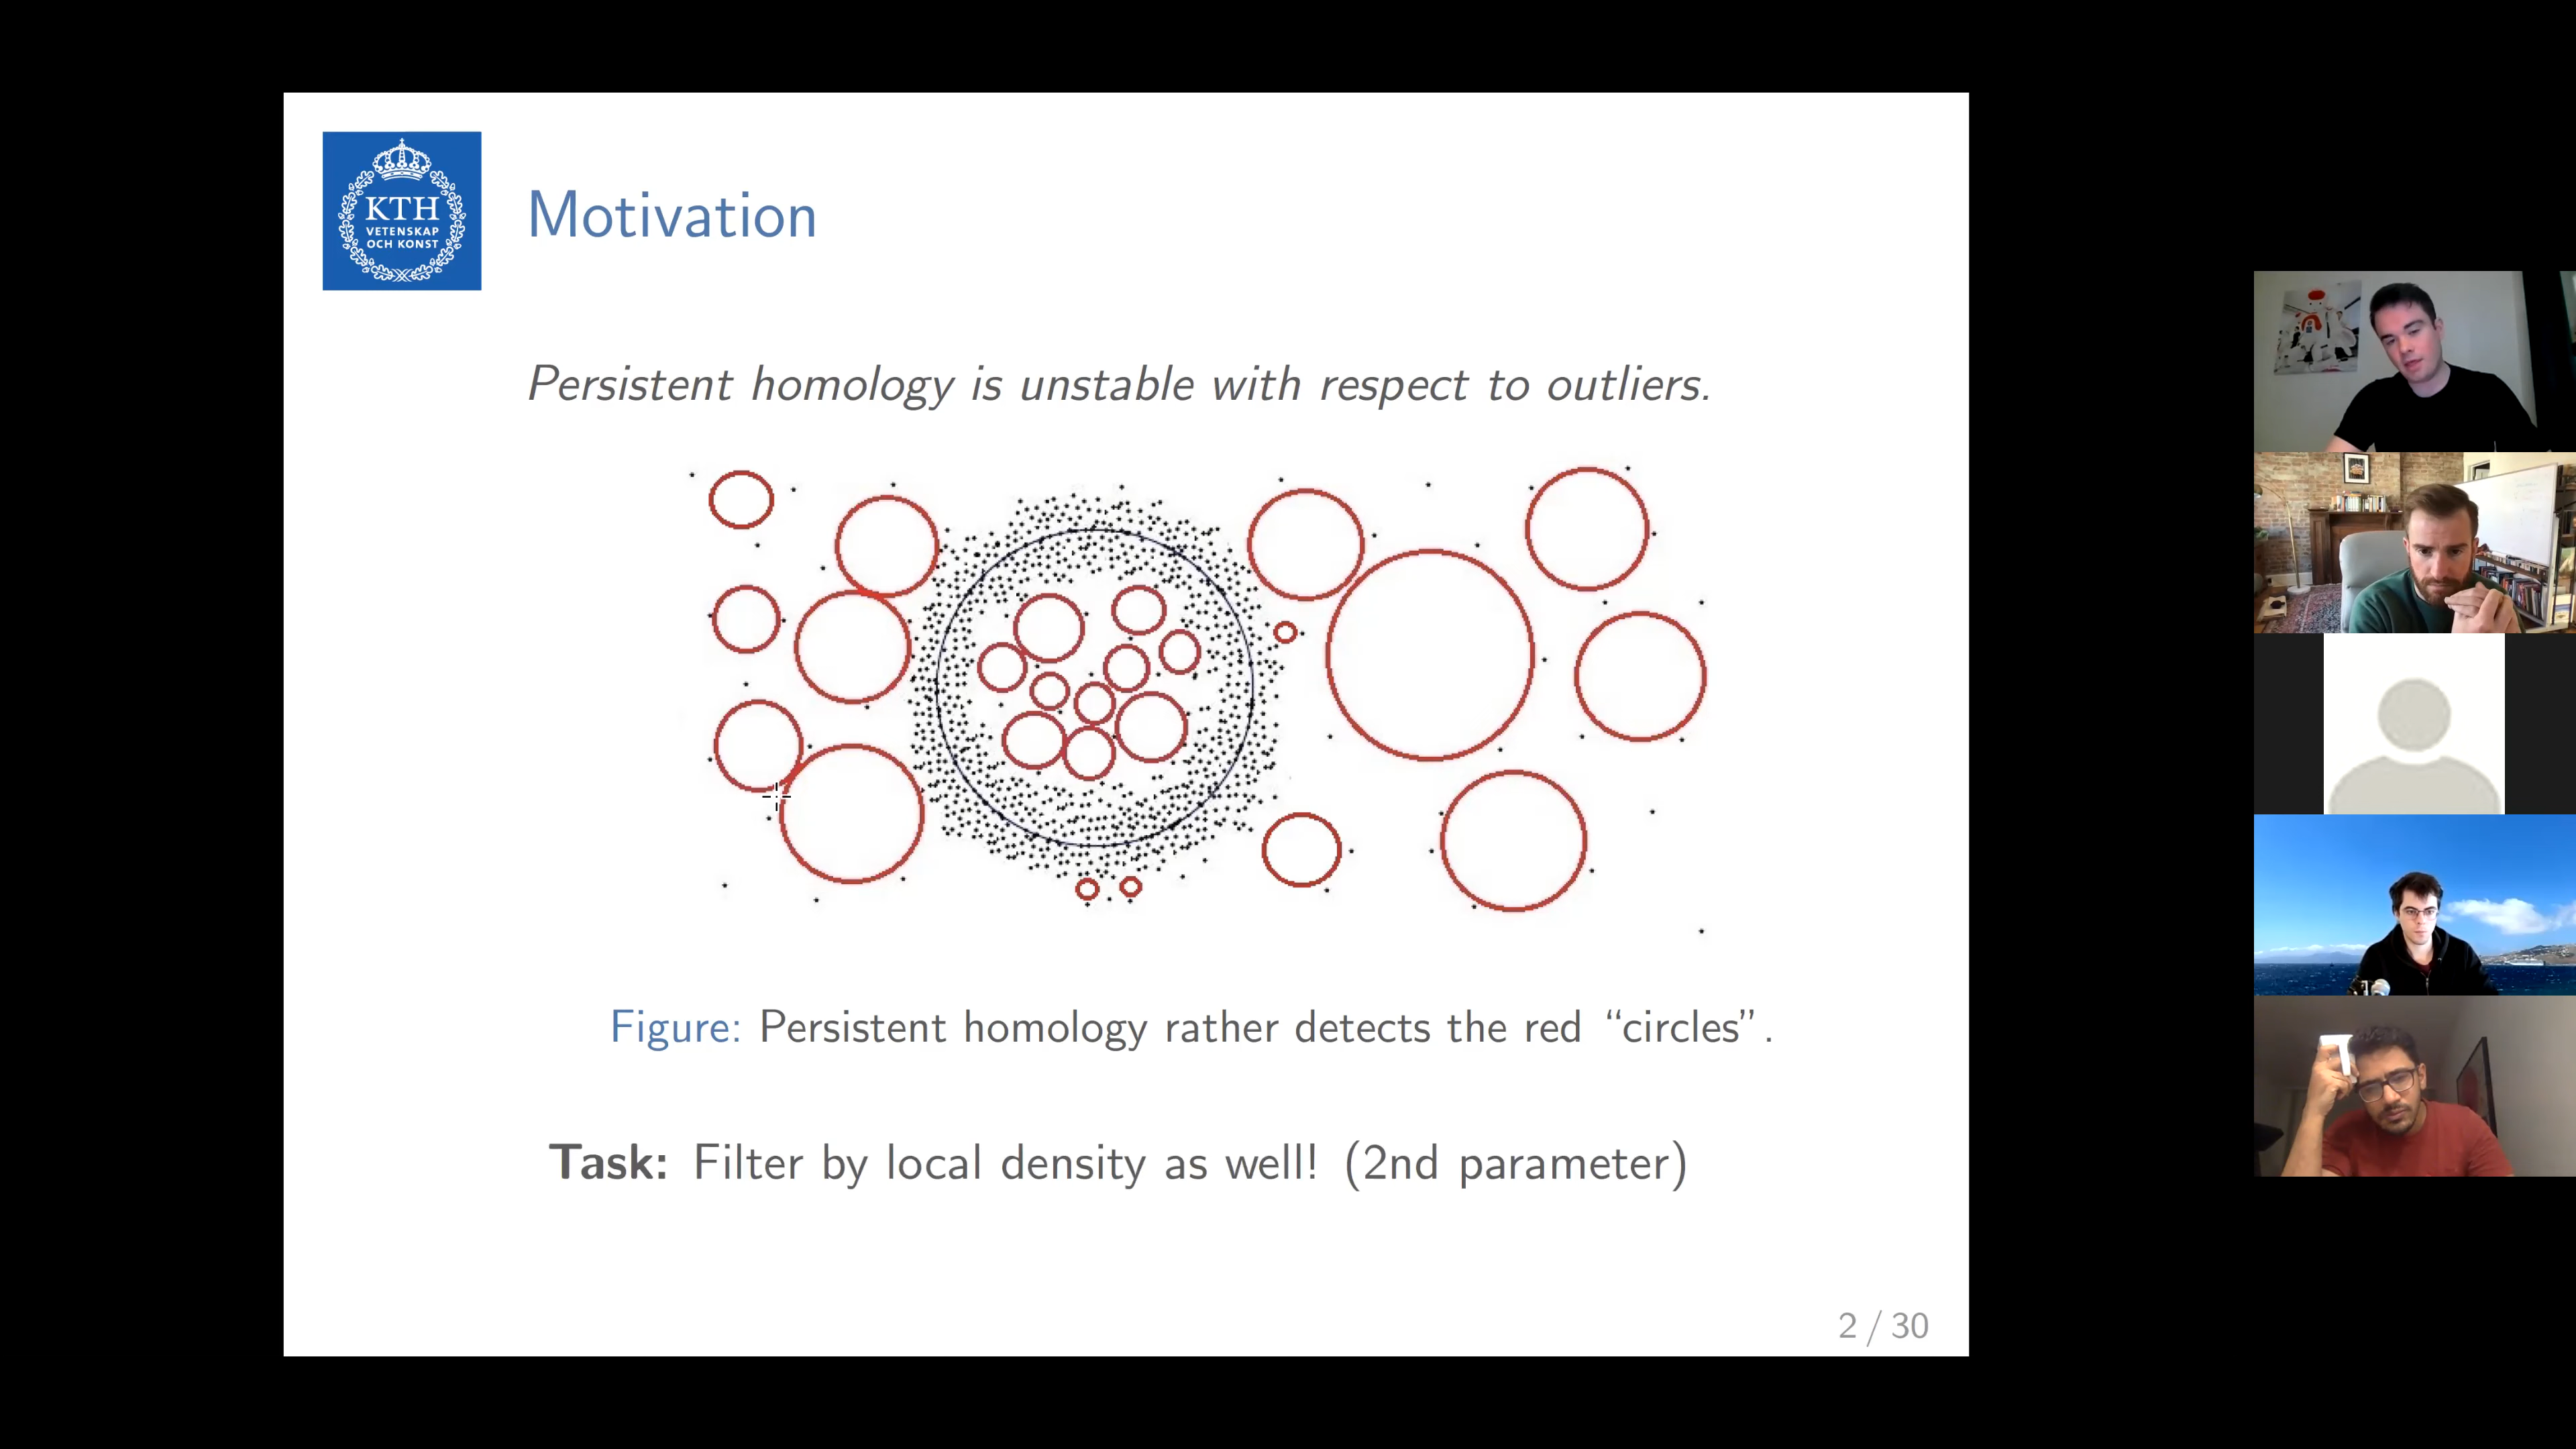 KTH
VETENSKAP
OCH KONST
Motivation
Persistent homology is unstable with respect to outliers.
Figure: Persistent homology rather detects the red “circles”.
Task: Filter by local density as well! (2nd parameter)
2 / 30